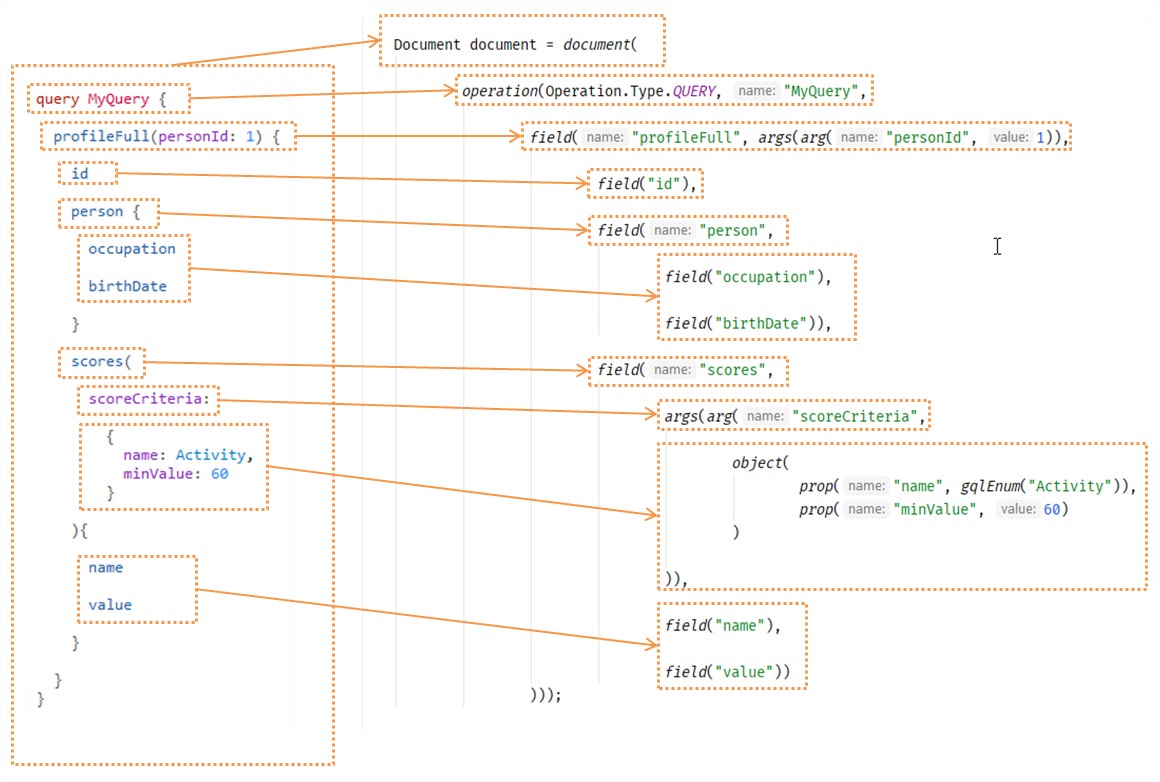 query MyQuery {
profileFull(personId: 1) {
id
person {
occupation
birthDate
}
scores(
scoreCriteria:
{
name: Activity,
minValue: 60
}
){
name
value
}
}
}
Document document = document(
operation(Operation.Type.QUERY, name: "MyQuery",
field( name: "profileFull", args(arg( name: "personId", value: 1)),
field("id"),
field( name: "person",
field("occupation"),
field("birthDate")),
field( name: "scores",
args(arg( name: "scoreCriteria",
object(
prop( name: "name", gqlEnum("Activity")),
prop( name: "minValue", value: 60)
)
)),
field("name"),
field("value"))
)));